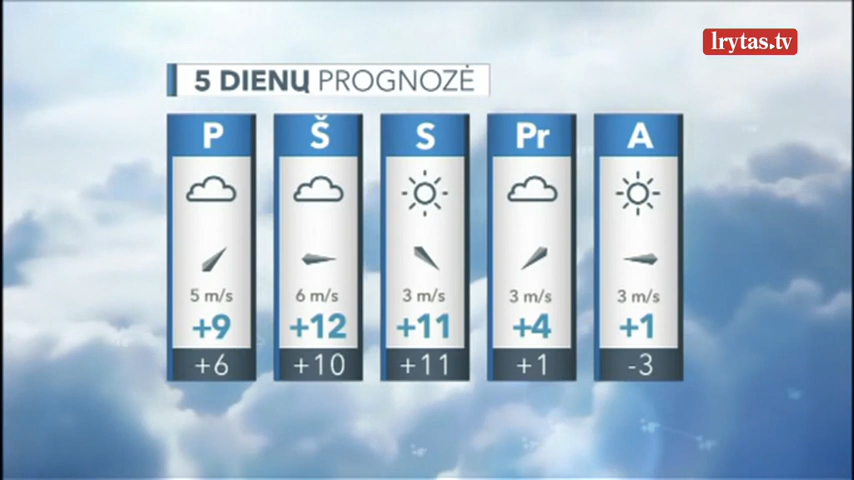 lrytas.tv
5 DIENŲ PROGNOZĖ
P Š S Pr A
5 m/s 6 m/s 3 m/s 3 m/s 3 m/s
+9 +12 +11 +4 +1
+6 +10 +11 +1 -3